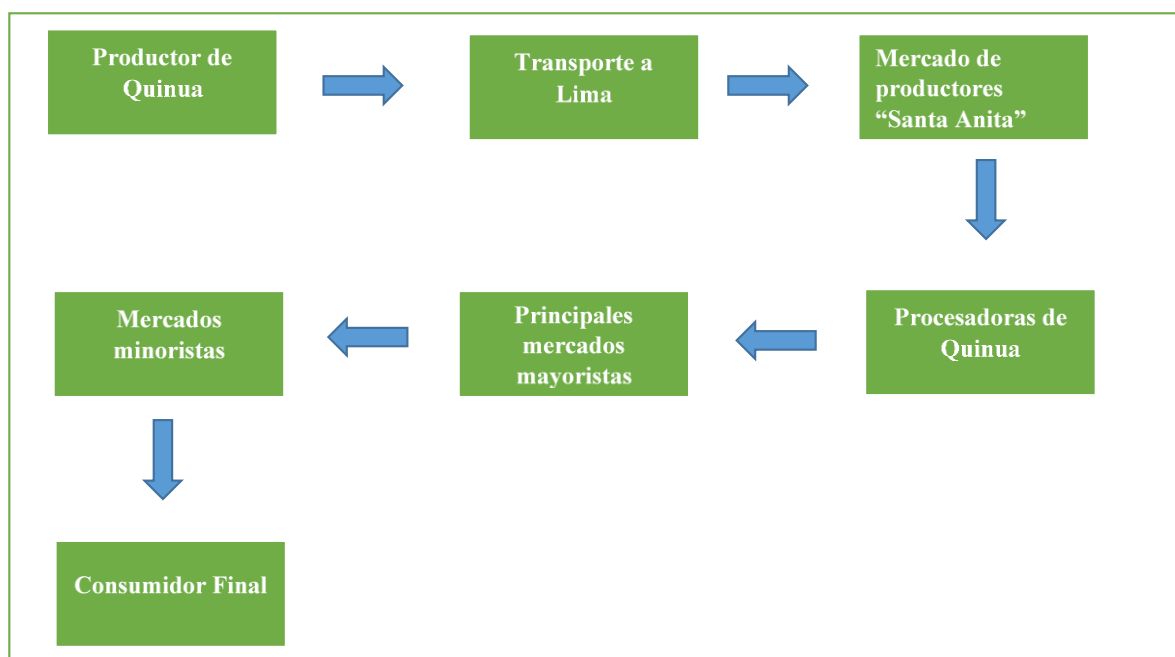 Productor de
Quinua
Transporte a
Lima
Mercado de
productores
“Santa Anita”
Procesadoras de
Quinua
Principales
mercados
mayoristas
Mercados
minoristas
Consumidor Final